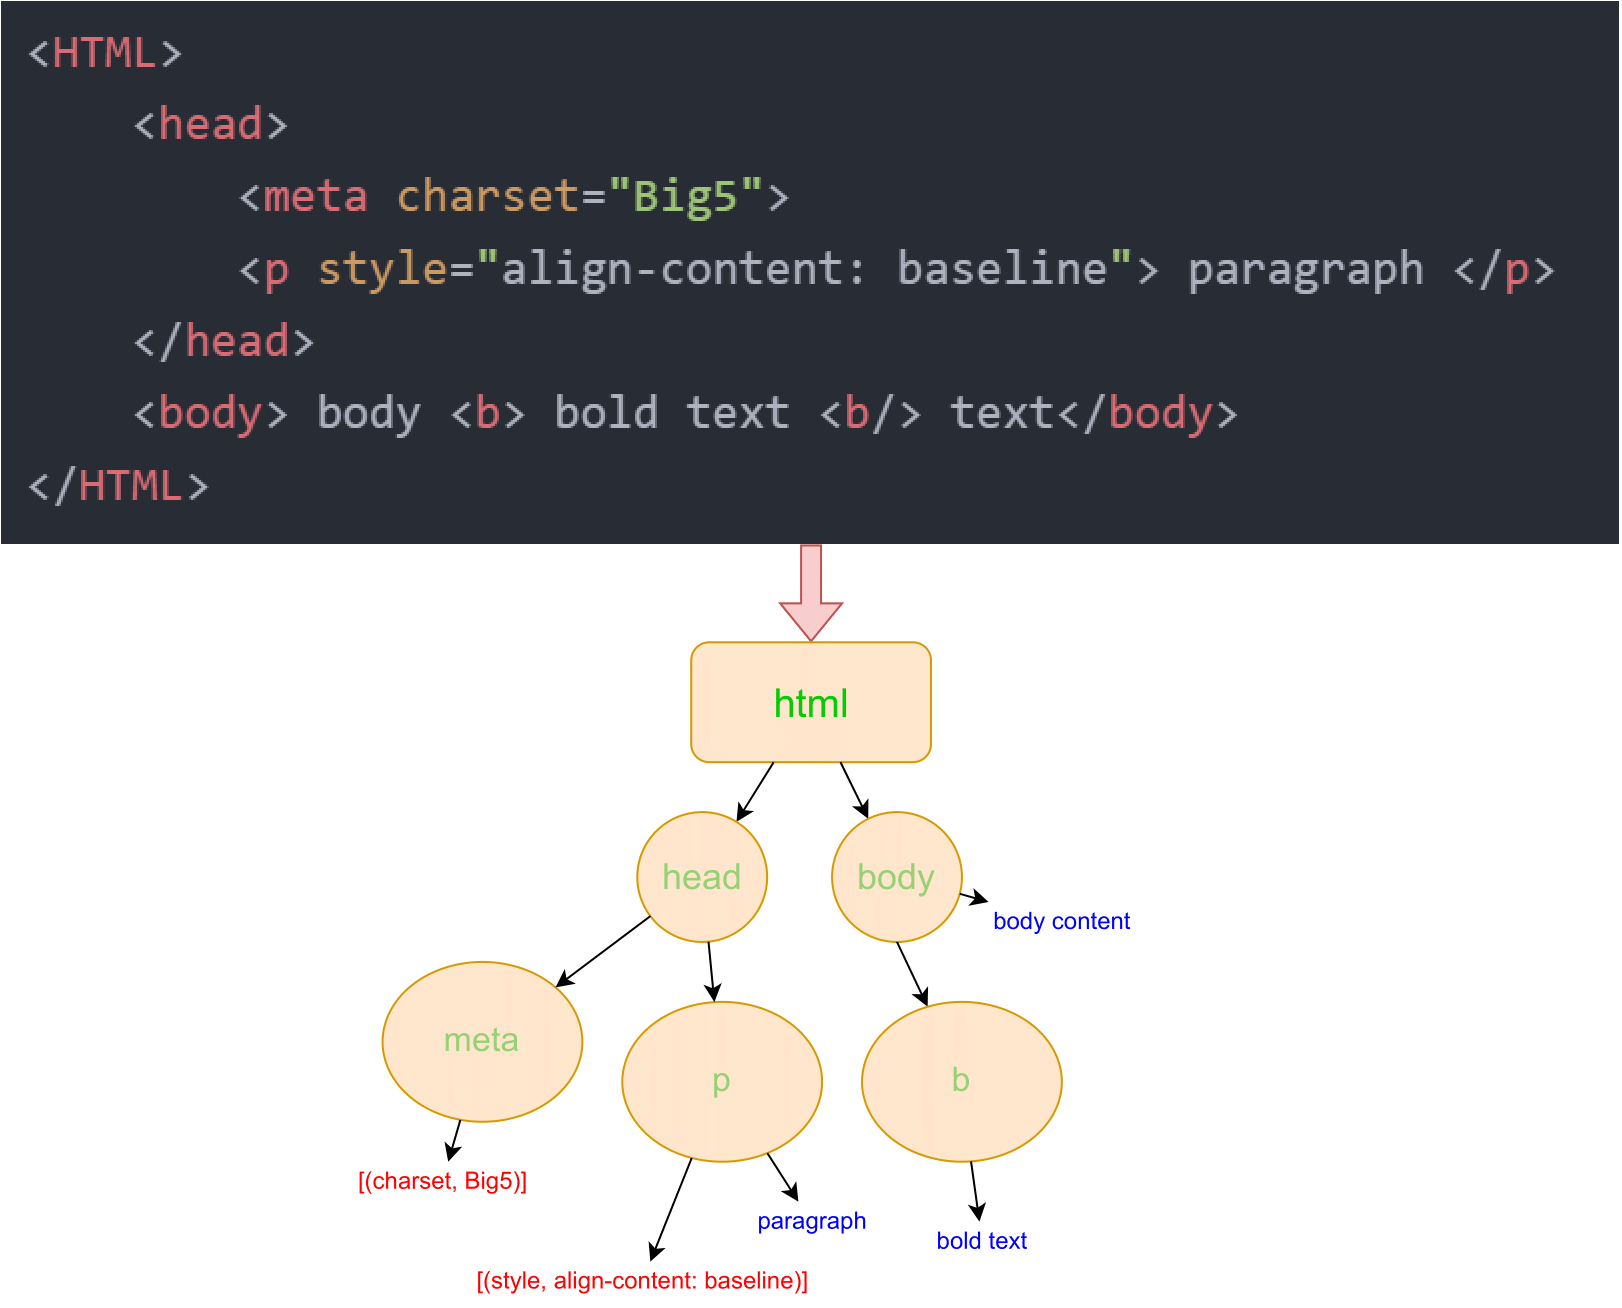 <HTML>
<head>
<meta charset="Big5">
<p style="align-content: baseline"> paragraph </p>
</head>
<body> body <b> bold text <b/> text</body>
</HTML>
html
head
body
body content
meta
p
b
[(charset, Big5)]
paragraph
bold text
[(style, align-content: baseline)]